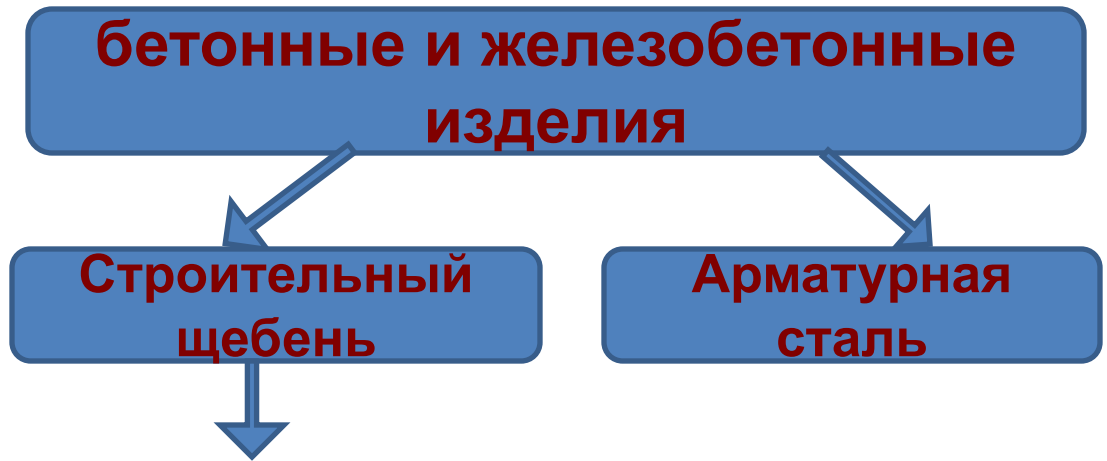 бетонные и железобетонные
изделия
Строительный
щебень
Арматурная
сталь